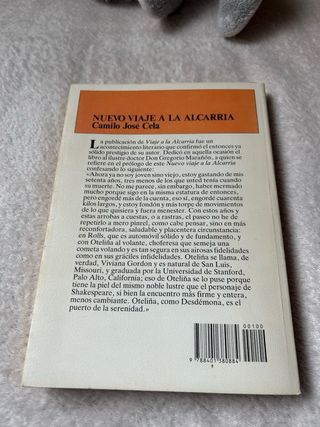 NUEVO VIAJE A LA ALCARRIA
Camilo José Cela
La publicación de Viaje a la Alcarria fue un
acontecimiento literario que confirmó el entonces ya
sólido prestigio de su autor. Dedicó en aquella ocasión el
libro al ilustre doctor Don Gregorio Marañón, a quien se
refiere en el prólogo de este Nuevo viaje a la Alcarria
confesando lo siguiente:
«Ahora ya no soy joven sino viejo, estoy gastando de mis
setenta años, tres menos de los que usted tenía cuando
su muerte. No me parece, sin embargo, haber mermado
mucho porque sigo en la misma estatura de entonces,
pero engordé más de la cuenta, eso sí, engordé cuarenta
kilos largos, y estoy fondón y más torpe de movimientos
de lo que quisiera y fuera menester. Con estos años y
estas arrobas a cuestas, o a rastras, el paseo no he de
repetirlo a mero pinrel, como cabe pensar, sino en más
reconfortadora, saludable y placentera circunstancia;
en Rolls, que es automóvil sólido y de fundamento, y
con Oteliña al volante, choferesa que semeja una
cometa volando y es tan segura en sus airosas fidelidades
como en sus gráciles infidelidades. Oteliña se llama, de
verdad, Viviana Gordon y es natural de San Luis,
Missouri, y graduada por la Universidad de Stanford,
Palo Alto, California; eso de Oteliña se lo puse porque
tiene la piel del mismo noble lustre que el personaje de
Shakespeare, si bien la encuentro más firme y entera,
menos cambiante. Oteliña, como Desdémona, es el
puerto de la serenidad.»
00100
9 788401 380884